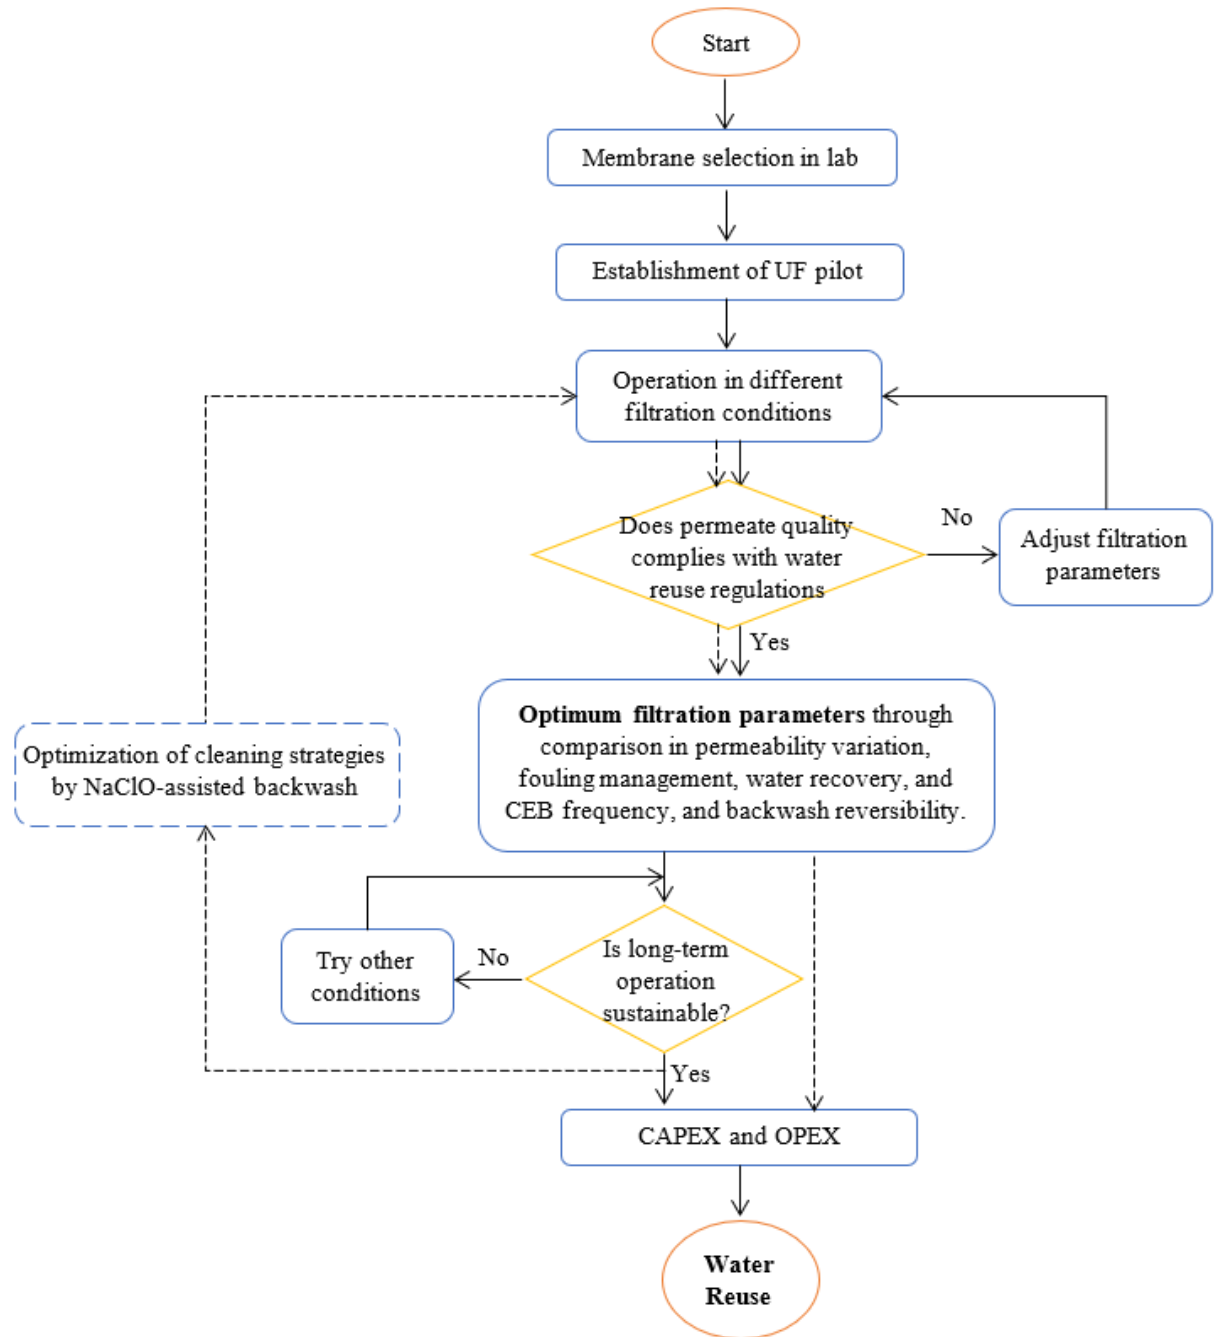 Start
Membrane selection in lab
Establishment of UF pilot
Operation in different
filtration conditions
Does permeate quality
complies with water
reuse regulations
No
Adjust filtration
parameters
Yes
Optimum filtration parameters through
comparison in permeability variation,
fouling management, water recovery, and
CEB frequency, and backwash reversibility.
Optimization of cleaning strategies
by NaClO-assisted backwash
Is long-term
operation
sustainable?
No
Try other
conditions
Yes
CAPEX and OPEX
Water
Reuse